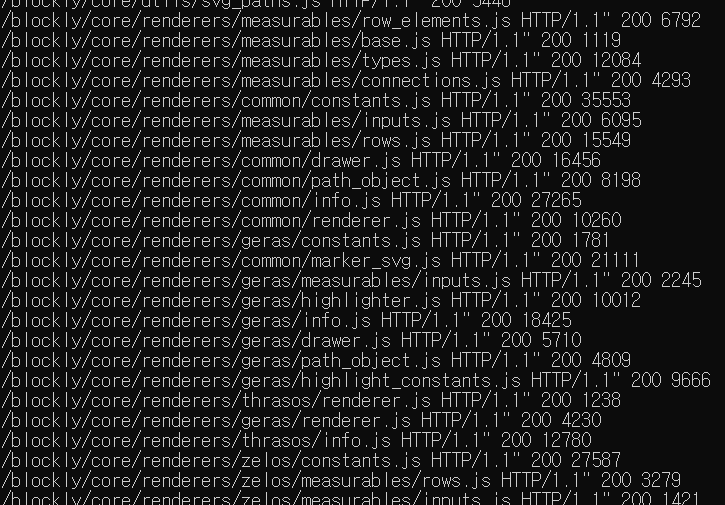 /blockly/core/utils/svg_paths.js HTTP/1.1" 200 5448
/blockly/core/renderers/measurables/row_elements.js HTTP/1.1" 200 6792
/blockly/core/renderers/measurables/base.js HTTP/1.1" 200 1119
/blockly/core/renderers/measurables/types.js HTTP/1.1" 200 12084
/blockly/core/renderers/measurables/connections.js HTTP/1.1" 200 4293
/blockly/core/renderers/common/constants.js HTTP/1.1" 200 35553
/blockly/core/renderers/measurables/inputs.js HTTP/1.1" 200 6095
/blockly/core/renderers/measurables/rows.js HTTP/1.1" 200 15549
/blockly/core/renderers/common/drawer.js HTTP/1.1" 200 16456
/blockly/core/renderers/common/path_object.js HTTP/1.1" 200 8198
/blockly/core/renderers/common/info.js HTTP/1.1" 200 27265
/blockly/core/renderers/common/renderer.js HTTP/1.1" 200 10260
/blockly/core/renderers/geras/constants.js HTTP/1.1" 200 1781
/blockly/core/renderers/common/marker_svg.js HTTP/1.1" 200 21111
/blockly/core/renderers/geras/measurables/inputs.js HTTP/1.1" 200 2245
/blockly/core/renderers/geras/highlighter.js HTTP/1.1" 200 10012
/blockly/core/renderers/geras/info.js HTTP/1.1" 200 18425
/blockly/core/renderers/geras/drawer.js HTTP/1.1" 200 5710
/blockly/core/renderers/geras/path_object.js HTTP/1.1" 200 4809
/blockly/core/renderers/geras/highlight_constants.js HTTP/1.1" 200 9666
/blockly/core/renderers/thrasos/renderer.js HTTP/1.1" 200 1238
/blockly/core/renderers/geras/renderer.js HTTP/1.1" 200 4230
/blockly/core/renderers/thrasos/info.js HTTP/1.1" 200 12780
/blockly/core/renderers/zelos/constants.js HTTP/1.1" 200 27587
/blockly/core/renderers/zelos/measurables/rows.js HTTP/1.1" 200 3279
/blockly/core/renderers/zelos/measurables/inputs.js HTTP/1.1" 200 1421